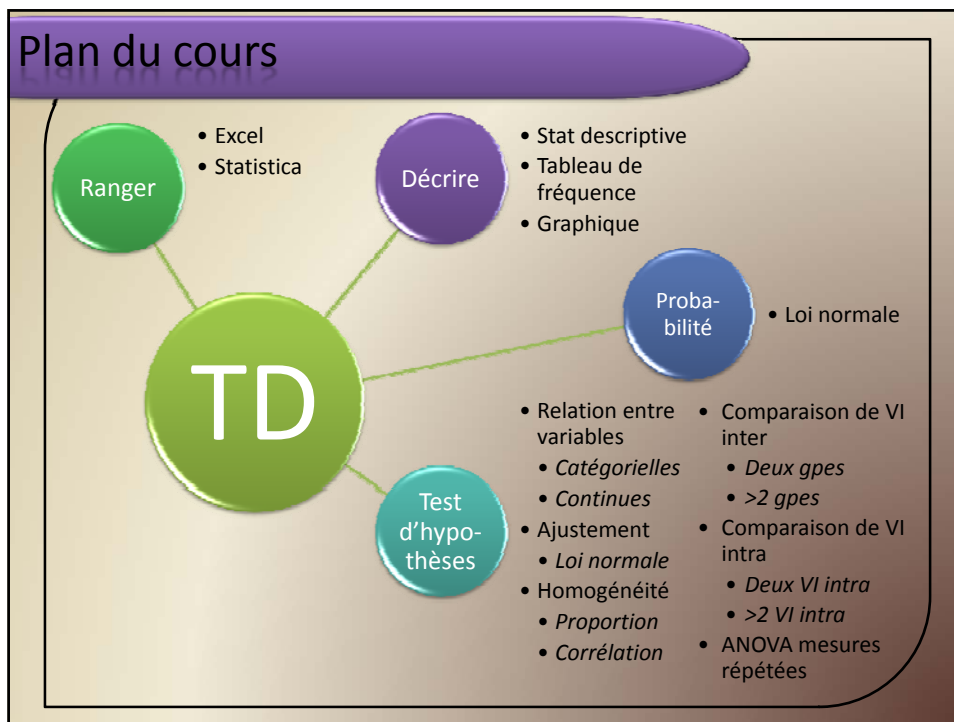 Plan du cours
Ranger
• Excel
• Statistica
Décrire
• Stat descriptive
• Tableau de
fréquence
• Graphique
Proba-
bilité
• Loi normale
TD
Test
d’hypo-
thèses
• Relation entre
variables
• Catégorielles
• Continues
• Ajustement
• Loi normale
• Homogénéité
• Proportion
• Corrélation
• Comparaison de VI
inter
• Deux gpes
• >2 gpes
• Comparaison de VI
intra
• Deux VI intra
• >2 VI intra
• ANOVA mesures
répétées